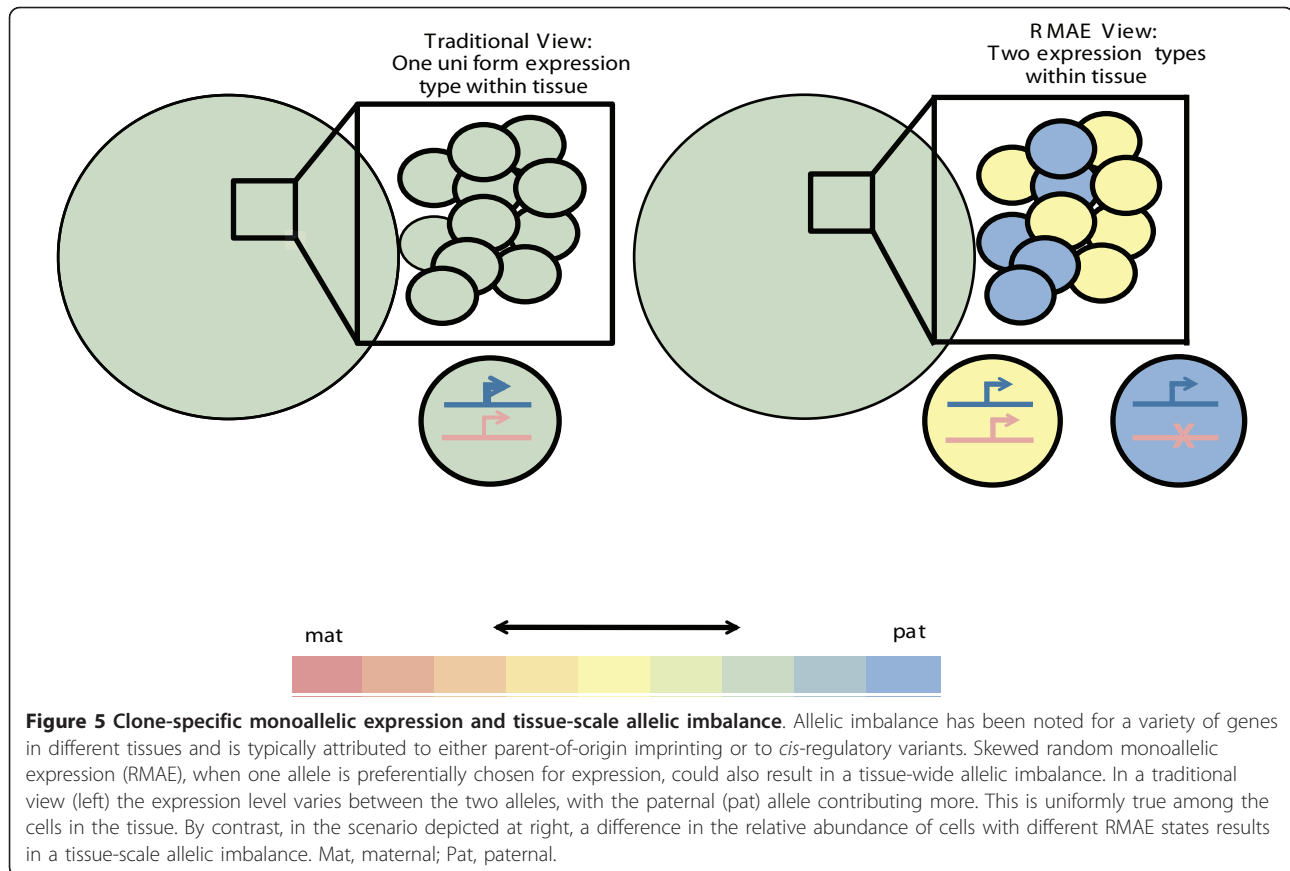 Traditional View:
One uni form expression
type within tissue
R MAE View:
Two expression types
within tissue
X
mat
pat
Figure 5 Clone-specific monoallelic expression and tissue-scale allelic imbalance. Allelic imbalance has been noted for a variety of genes
in different tissues and is typically attributed to either parent-of-origin imprinting or to cis-regulatory variants. Skewed random monoallelic
expression (RMAE), when one allele is preferentially chosen for expression, could also result in a tissue-wide allelic imbalance. In a traditional
view (left) the expression level varies between the two alleles, with the paternal (pat) allele contributing more. This is uniformly true among the
cells in the tissue. By contrast, in the scenario depicted at right, a difference in the relative abundance of cells with different RMAE states results
in a tissue-scale allelic imbalance. Mat, maternal; Pat, paternal.